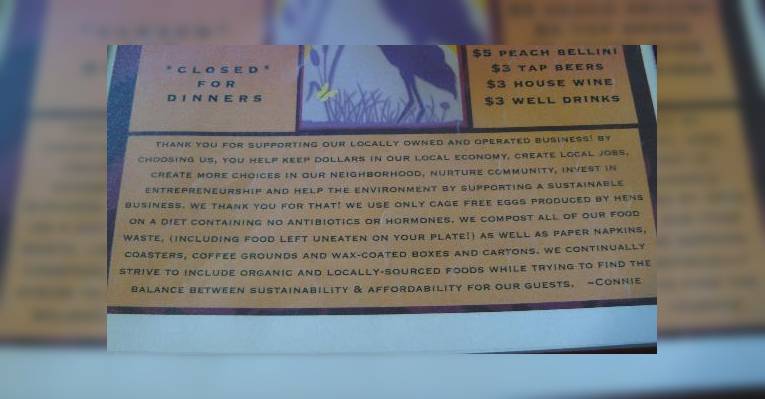 *CLOSED*
FOR
DINNERS
$5 PEACH BELLINI
$3 TAP BEERS
$3 HOUSE WINE
$3 WELL DRINKS
THANK YOU FOR SUPPORTING OUR LOCALLY OWNED AND OPERATED BUSINESS! BY
CHOOSING US, YOU HELP KEEP DOLLARS IN OUR LOCAL ECONOMY, CREATE LOCAL JOBS,
CREATE MORE CHOICES IN OUR NEIGHBORHOOD, NURTURE COMMUNITY, INVEST IN
ENTREPRENEURSHIP AND HELP THE ENVIRONMENT BY SUPPORTING A SUSTAINABLE
BUSINESS. WE THANK YOU FOR THAT! WE USE ONLY CAGE FREE EGGS PRODUCED BY HENS
ON A DIET CONTAINING NO ANTIBIOTICS OR HORMONES. WE COMPOST ALL OF OUR FOOD
WASTE, (INCLUDING FOOD LEFT UNEATEN ON YOUR PLATE!) AS WELL AS PAPER NAPKINS,
COASTERS, COFFEE GROUNDS AND WAX-COATED BOXES AND CARTONS. WE CONTINUALLY
STRIVE TO INCLUDE ORGANIC AND LOCALLY-SOURCED FOODS WHILE TRYING TO FIND THE
BALANCE BETWEEN SUSTAINABILITY & AFFORDABILITY FOR OUR GUESTS. ~CONNIE